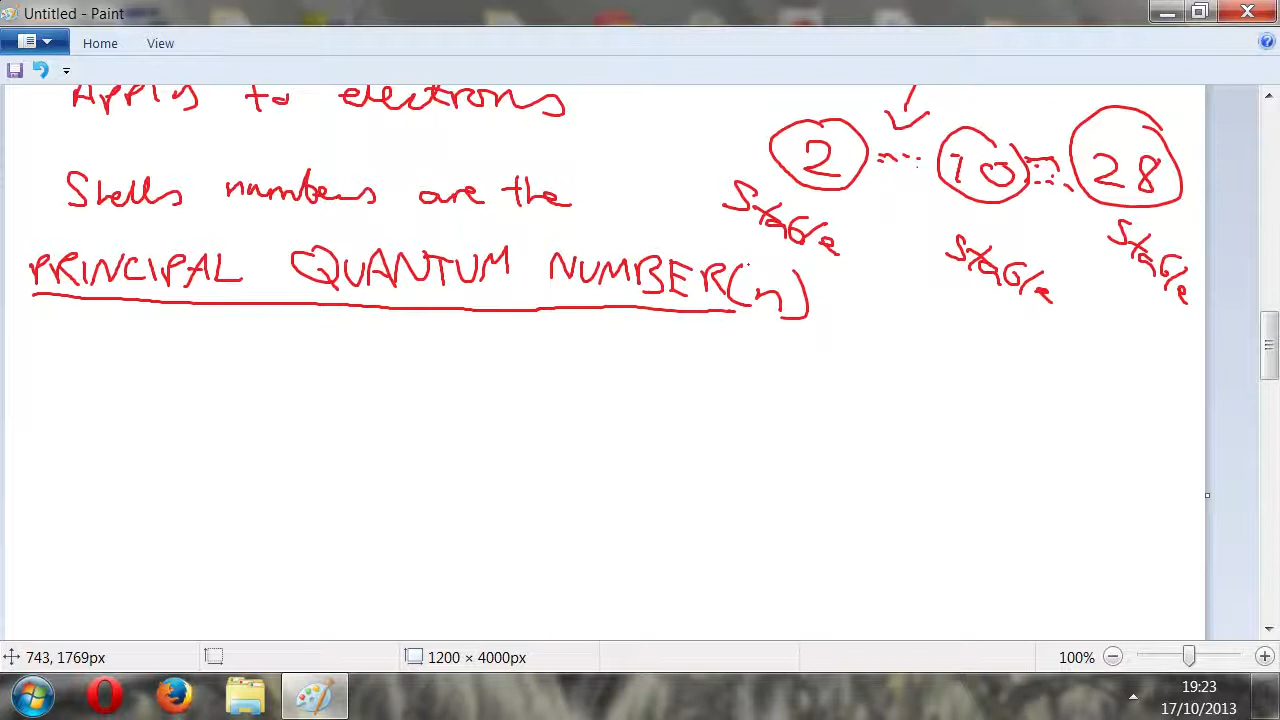 Untitled - Paint
Home View
Applys to electrons
2 10 28
Shells numbers are the
Stable
PRINCIPAL QUANTUM NUMBER(n)
Stable
Stable
743, 1769px
1200 × 4000px
100%
19:23
17/10/2013